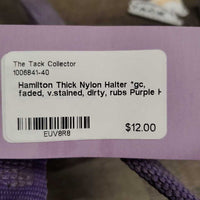 The Tack Collector
1006841-40
Hamilton Thick Nylon Halter *gc,
faded, v.stained, dirty, rubs Purple H
EUV8R8
$12.00